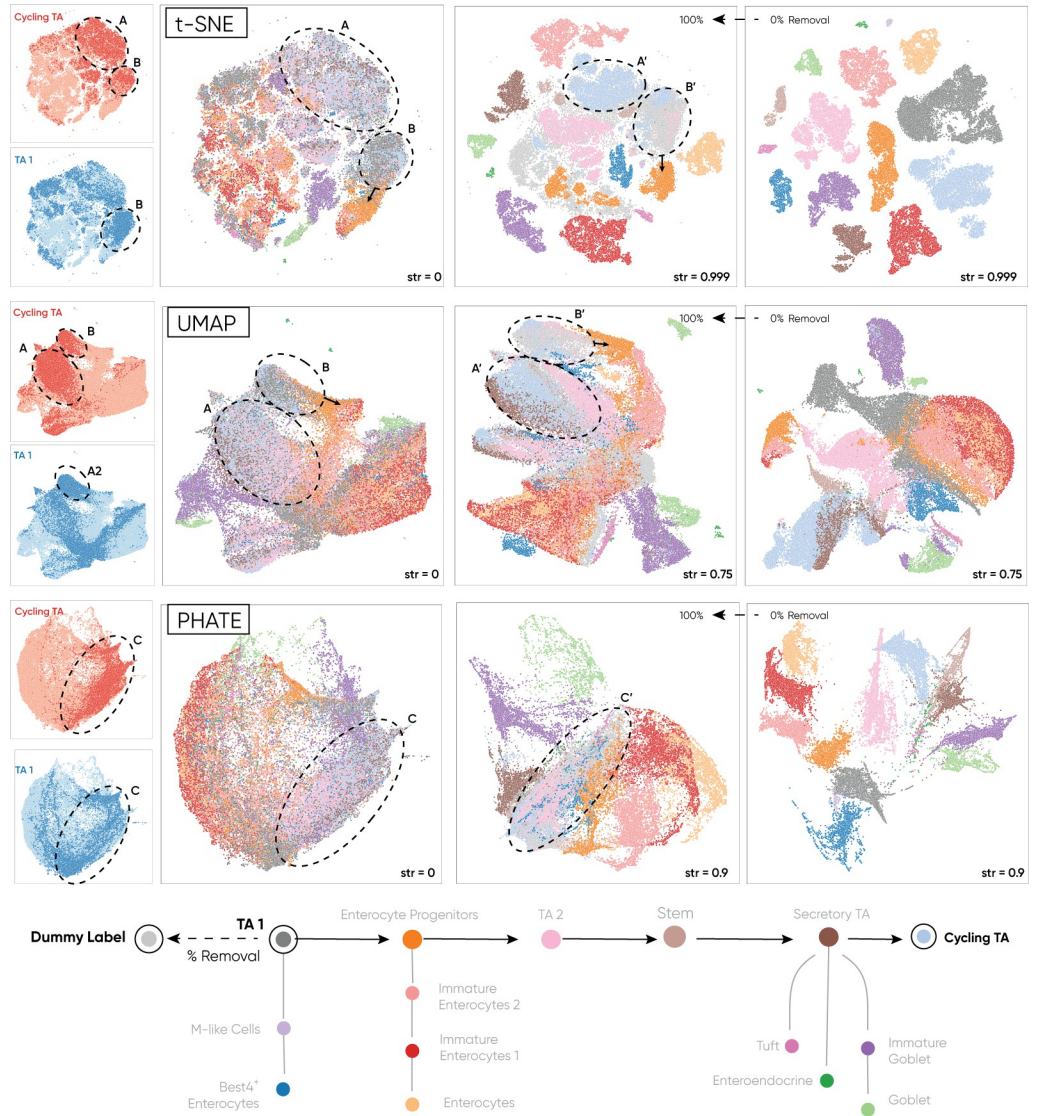 Cycling TA
A
B
t-SNE
A
B
str = 0
100%
0% Removal
A′
B′
str = 0.999
str = 0.999
TA 1
B
Cycling TA
B
A
UMAP
B
A
str = 0
100%
0% Removal
B′
A′
str = 0.75
str = 0.75
TA 1
A2
Cycling TA
C
PHATE
C
str = 0
100%
0% Removal
C′
str = 0.9
str = 0.9
TA 1
C
Dummy Label
% Removal
TA 1
Enterocyte Progenitors
TA 2
Stem
Secretory TA
Cycling TA
M-like Cells
Best4+
Enterocytes
Immature
Enterocytes 2
Immature
Enterocytes 1
Enterocytes
Tuft
Enteroendocrine
Immature
Goblet
Goblet